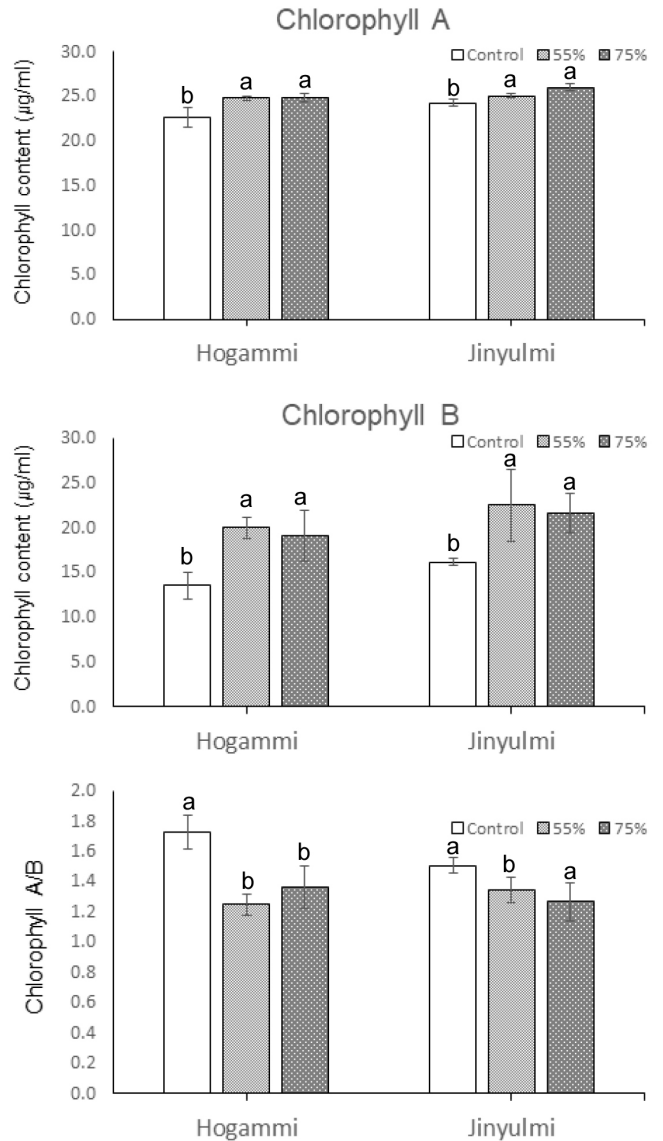 Chlorophyll A
Chlorophyll content (µg/ml)
30.0
25.0
20.0
15.0
10.0
5.0
0.0
Control 55% 75%
b a a b a a
Hogammi Jinyulmi
Chlorophyll B
Chlorophyll content (µg/ml)
30.0
25.0
20.0
15.0
10.0
5.0
0.0
Control 55% 75%
b a a b a a
Hogammi Jinyulmi
Chlorophyll A/B
2.0
1.8
1.6
1.4
1.2
1.0
0.8
0.6
0.4
0.2
0.0
Control 55% 75%
a b b a b a
Hogammi Jinyulmi